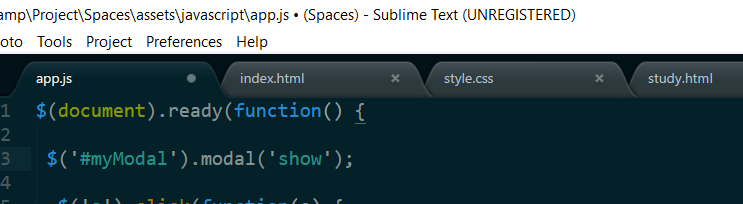 amp\Project\Spaces\assets\javascript\app.js • (Spaces) - Sublime Text (UNREGISTERED)
oto Tools Project Preferences Help
app.js index.html × style.css × study.html
1 $(document).ready(function() {
2
3 $('#myModal').modal('show');